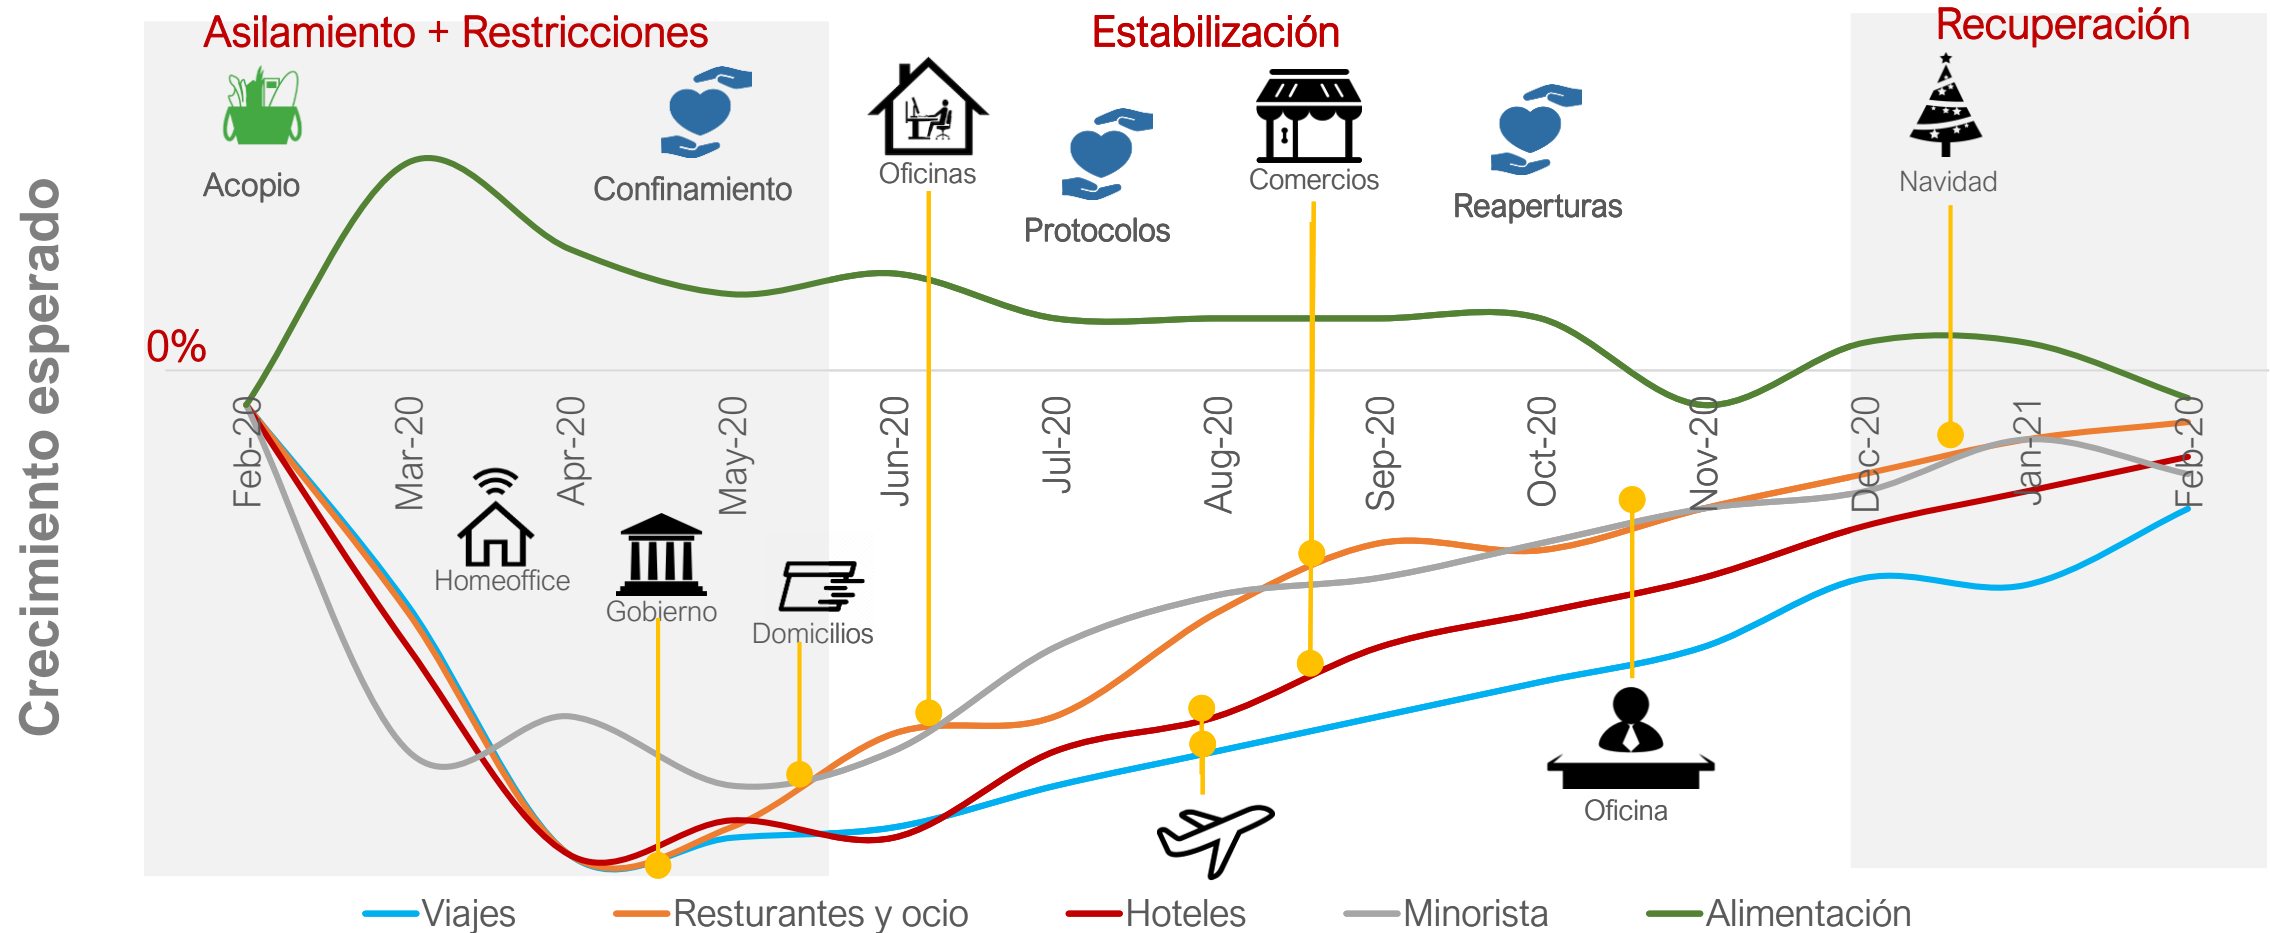 Asilamiento + Restricciones
Estabilización
Recuperación
Acopio
Confinamiento
Oficinas
Protocolos
Comercios
Reaperturas
Navidad
Crecimiento esperado
0%
Feb-20
Mar-20
Apr-20
May-20
Jun-20
Jul-20
Aug-20
Sep-20
Oct-20
Nov-20
Dec-20
Jan-21
Feb-20
Homeoffice
Gobierno
Domicilios
Oficina
Viajes
Resturantes y ocio
Hoteles
Minorista
Alimentación